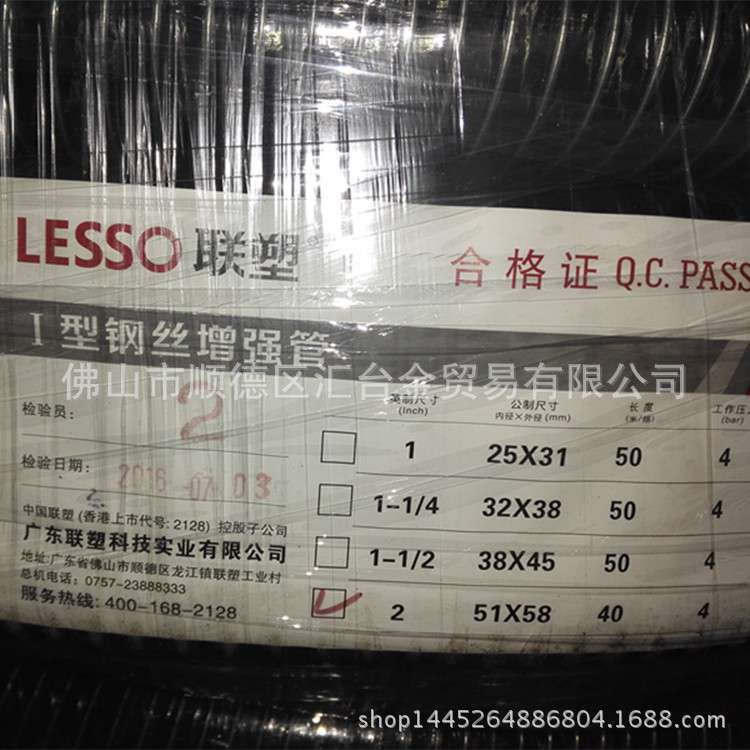 LESSO 联塑
合格证 Q.C. PASS
I型钢丝增强管
佛山市顺德区汇台金贸易有限公司
检验员: 2
检验日期: 2016 07 03
中国联塑 (香港上市代号: 2128) 控股子公司
广东联塑科技实业有限公司
地址:广东省佛山市顺德区龙江镇联塑工业村
总机电话: 0757-23888333
服务热线: 400-168-2128
英制尺寸 (Inch) 公制尺寸 内径×外径 (mm) 长度 (米/捆) 工作压 (bar)
1 25X31 50 4
1-1/4 32X38 50 4
1-1/2 38X45 50 4
2 51X58 40 4
shop1445264886804.1688.com